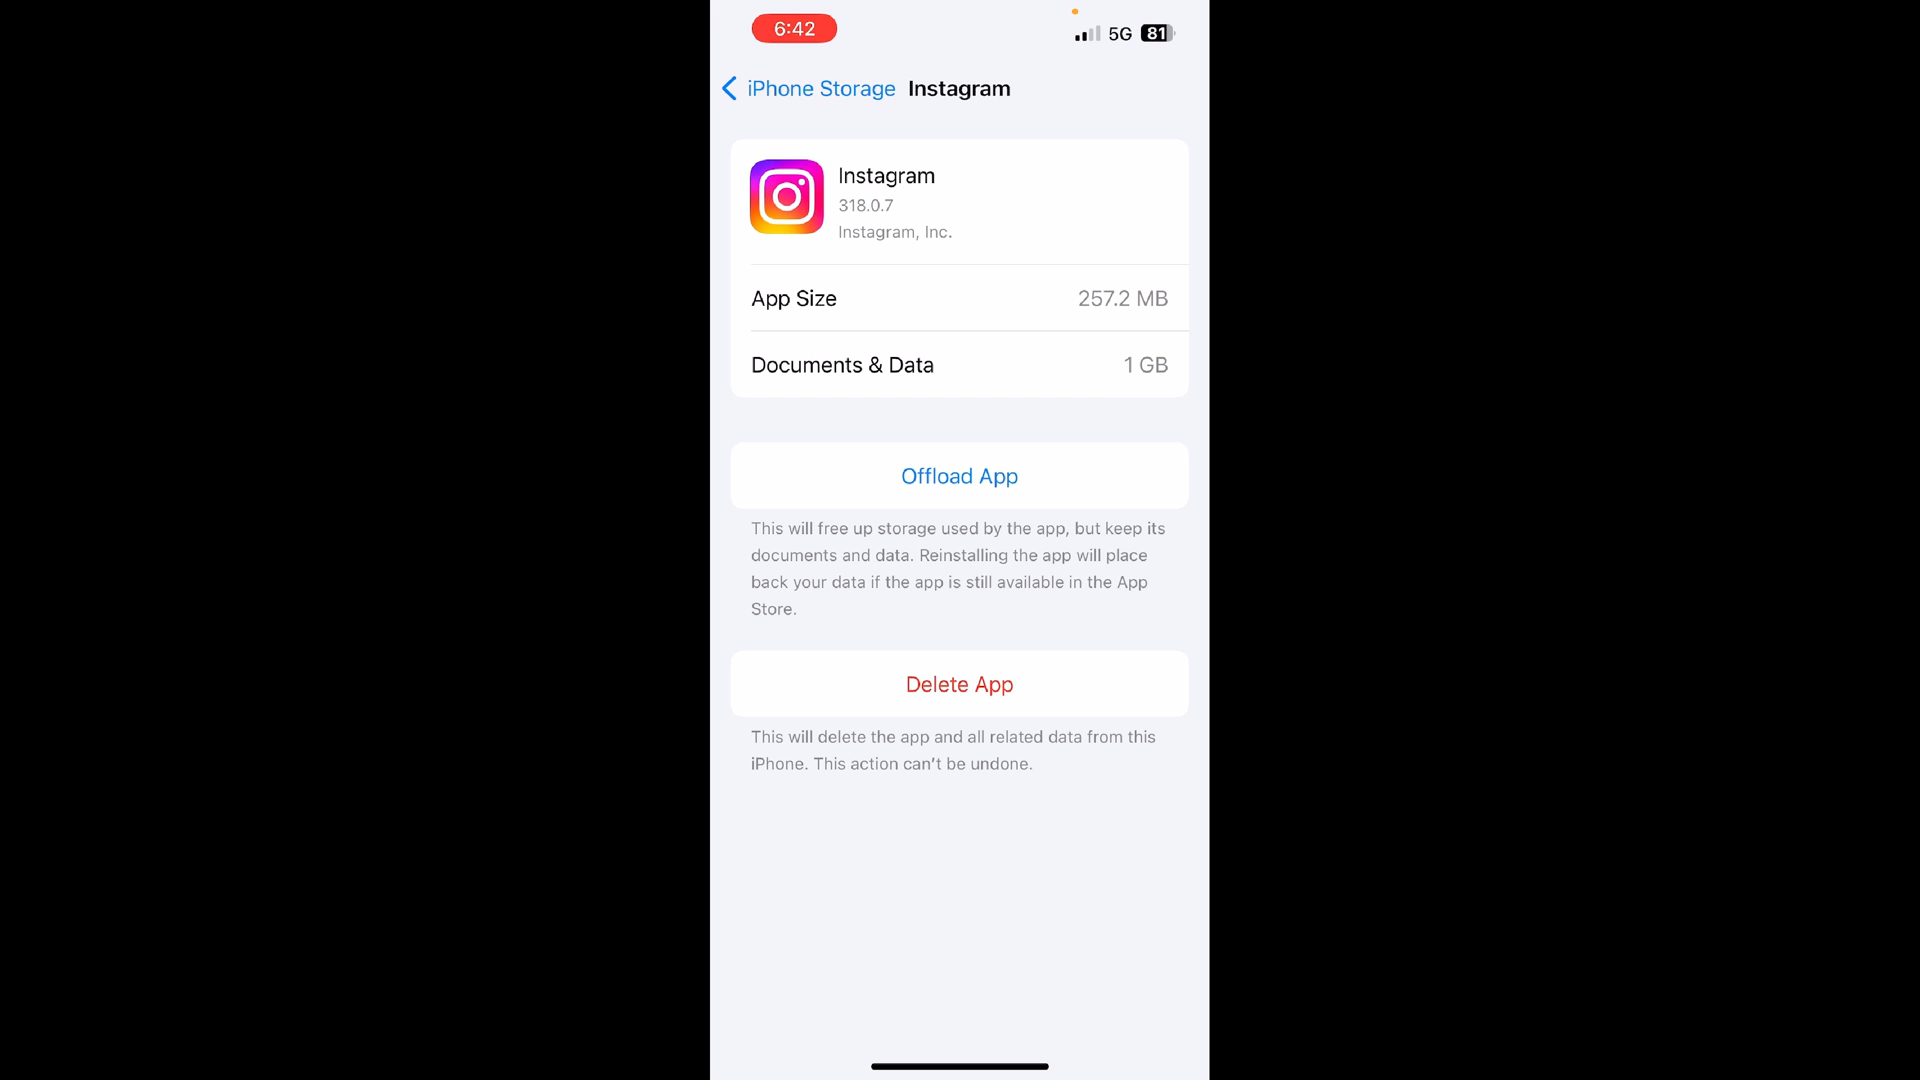 6:42
5G 81
iPhone Storage Instagram
Instagram
318.0.7
Instagram, Inc.
App Size 257.2 MB
Documents & Data 1 GB
Offload App
This will free up storage used by the app, but keep its
documents and data. Reinstalling the app will place
back your data if the app is still available in the App
Store.
Delete App
This will delete the app and all related data from this
iPhone. This action can't be undone.